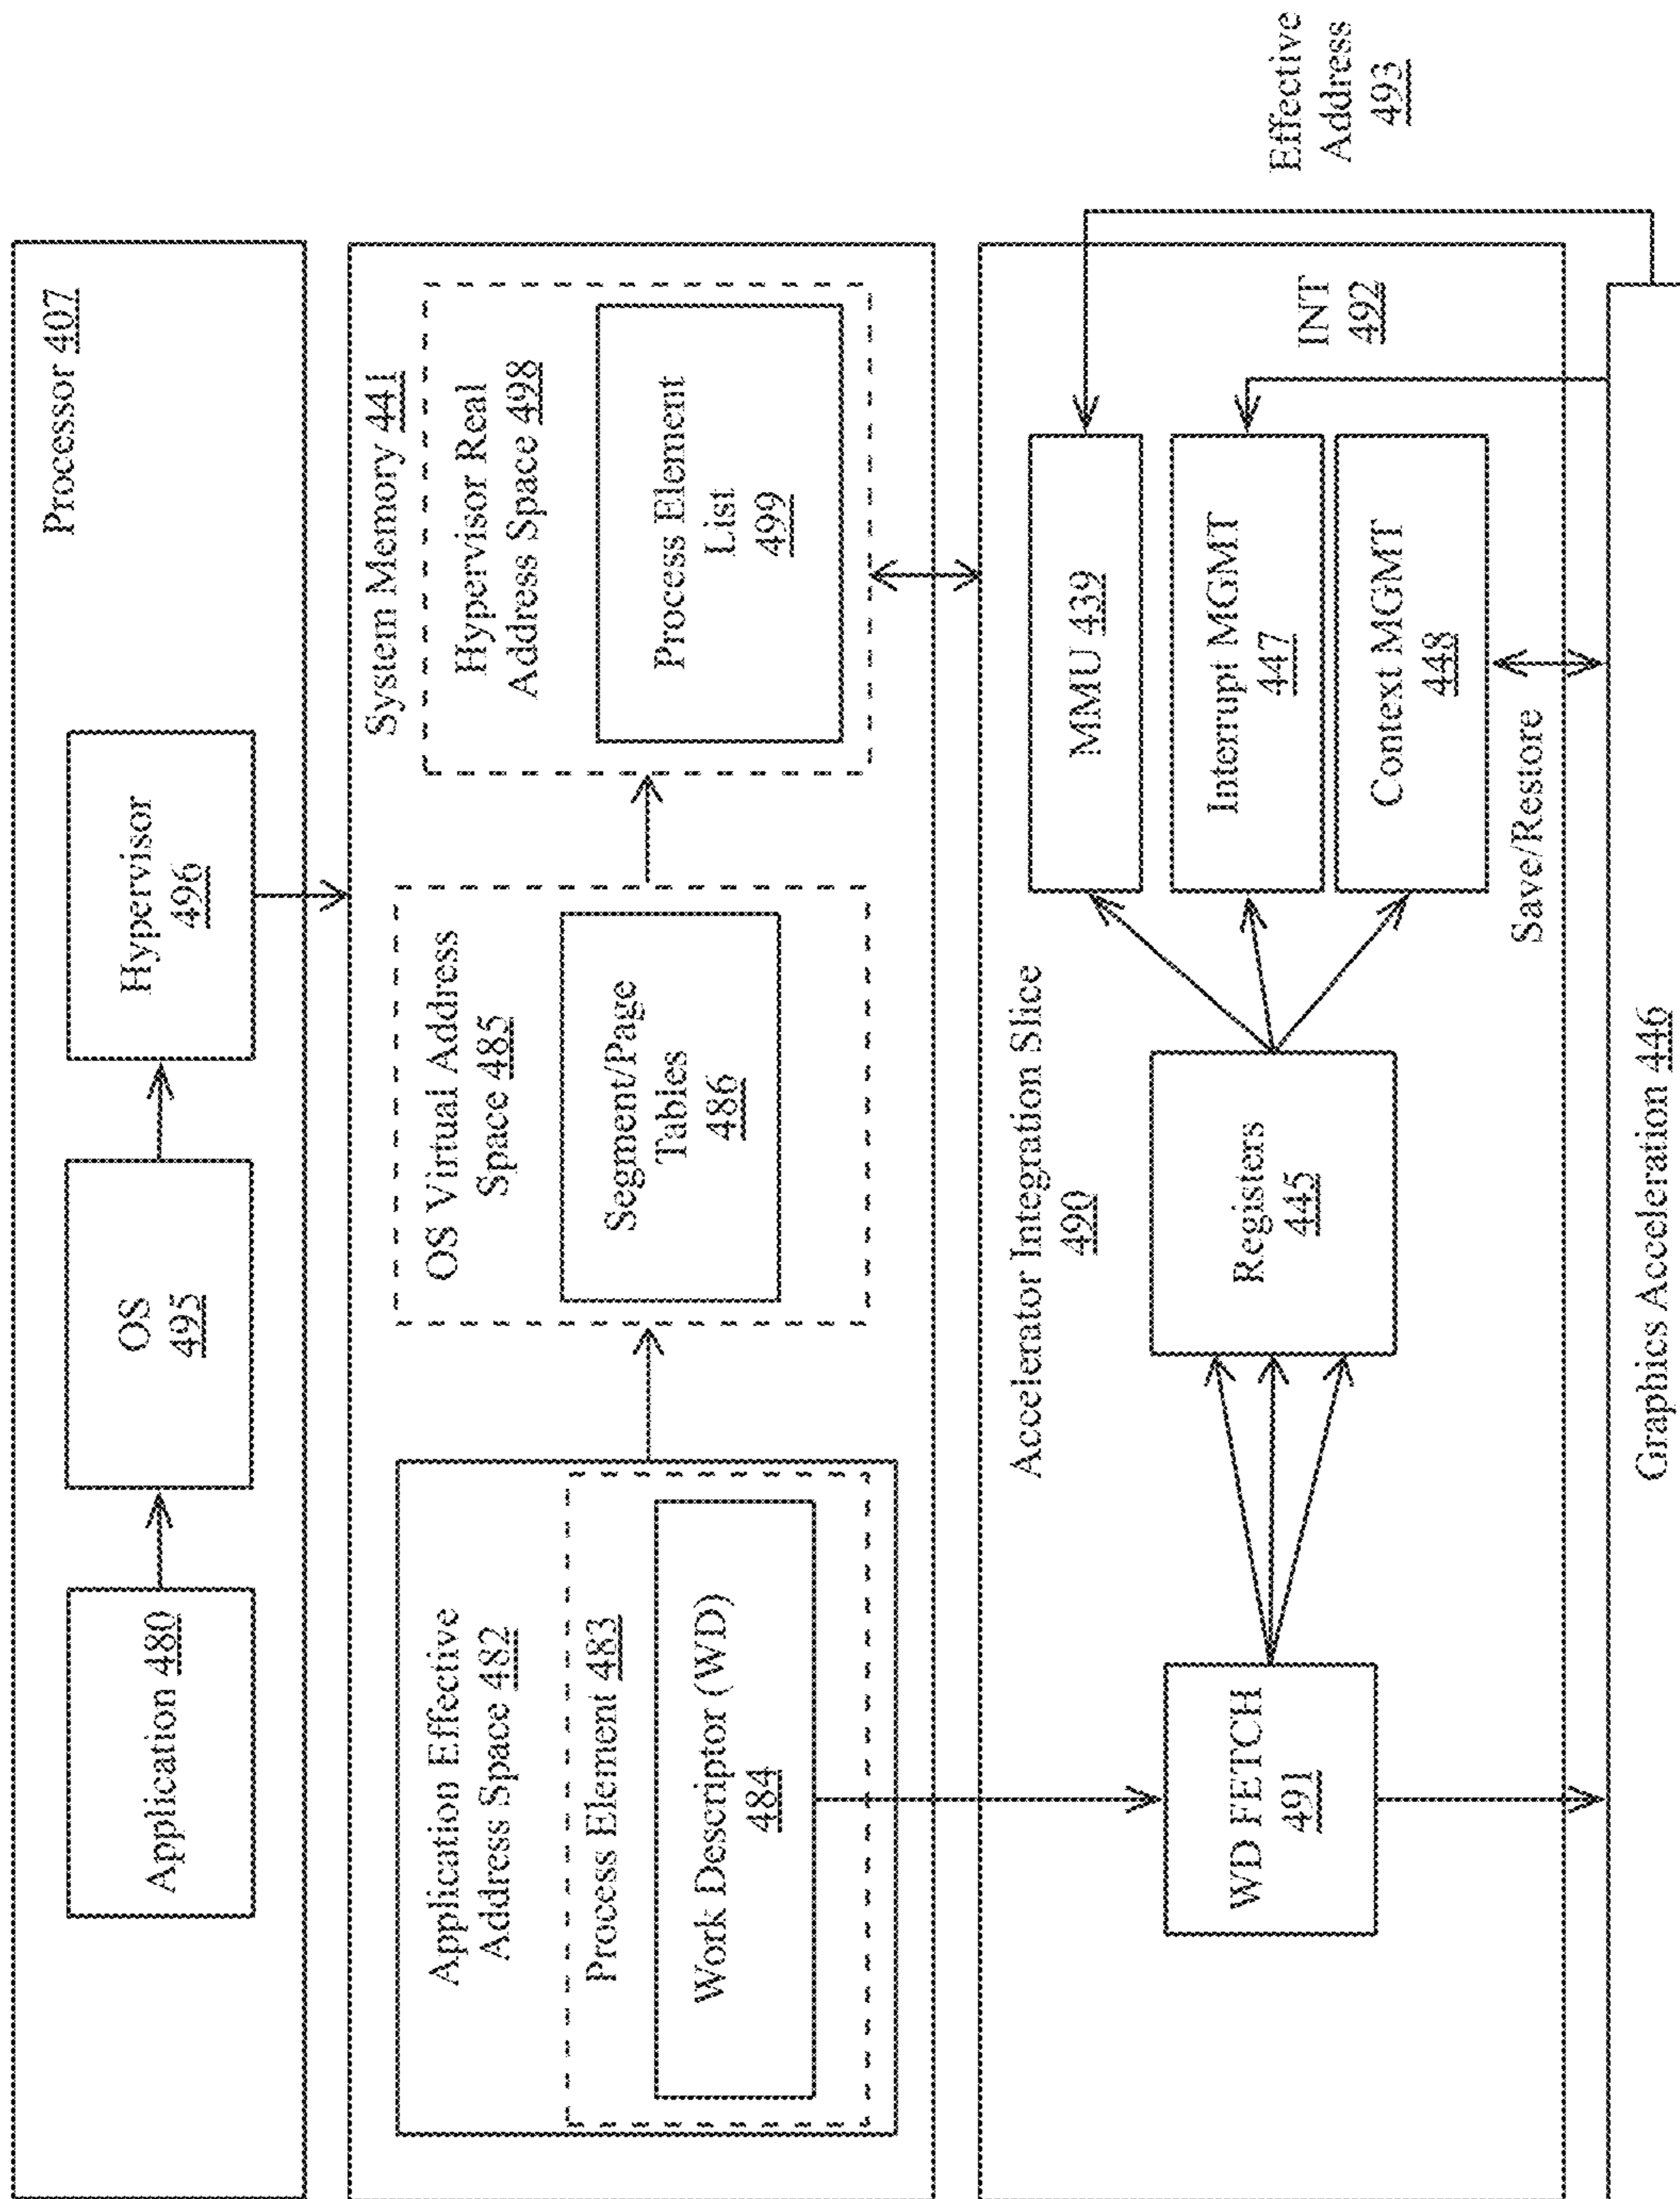 Processor 407
Application 480
OS
495
Hypervisor
496
System Memory 441
Application Effective
Address Space 482
Process Element 483
Work Descriptor (WD)
484
OS Virtual Address
Space 485
Segment/Page
Tables
486
Hypervisor Real
Address Space 498
Process Element
List
499
Accelerator Integration Slice
490
WD FETCH
491
Registers
445
MMU 439
Interrupt MGMT
447
Context MGMT
448
INT
492
Effective
Address
493
Save/Restore
Graphics Acceleration 446